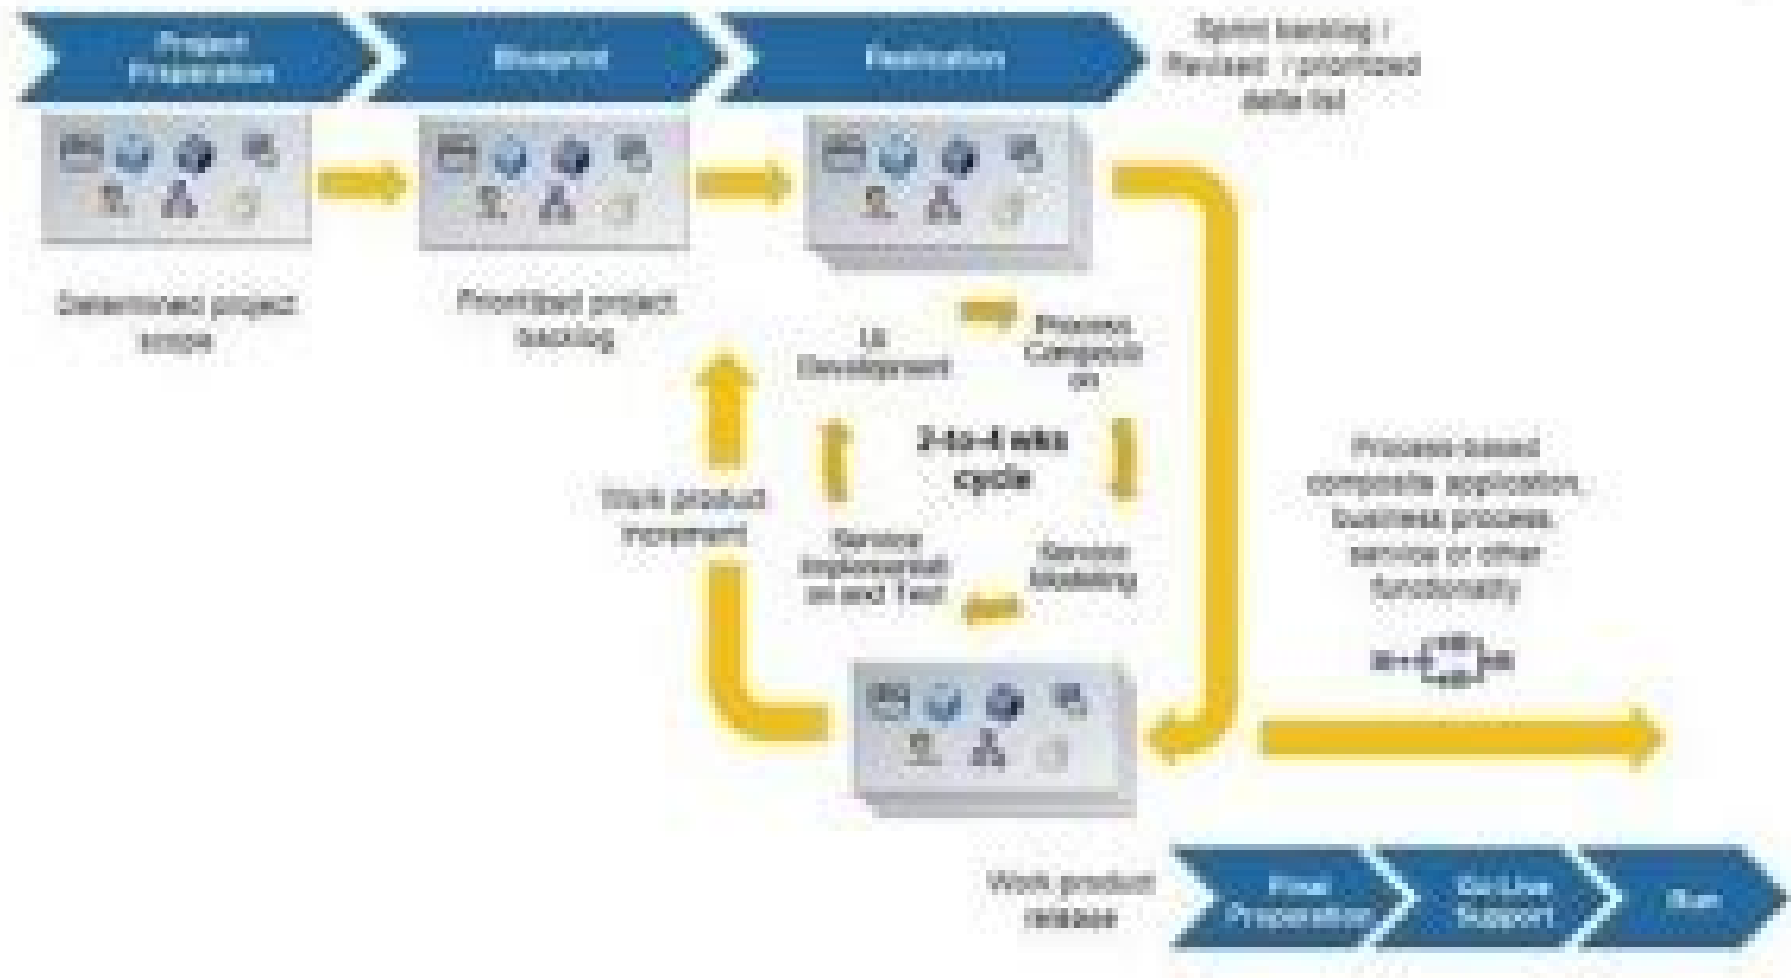 Project
Preparation
Blueprint
Realization
Sprint backlog /
Revised / prioritized
delta list
Determined project
scope
Prioritized project
backlog
UI
Development
Process
Compositi
on
2-to-4 wks
cycle
Work product
increment
Service
Implementati
on and Test
Service
Modeling
Process-based
composite application,
business process,
service or other
functionality
Work product
release
Final
Preparation
Go-Live
Support
Run